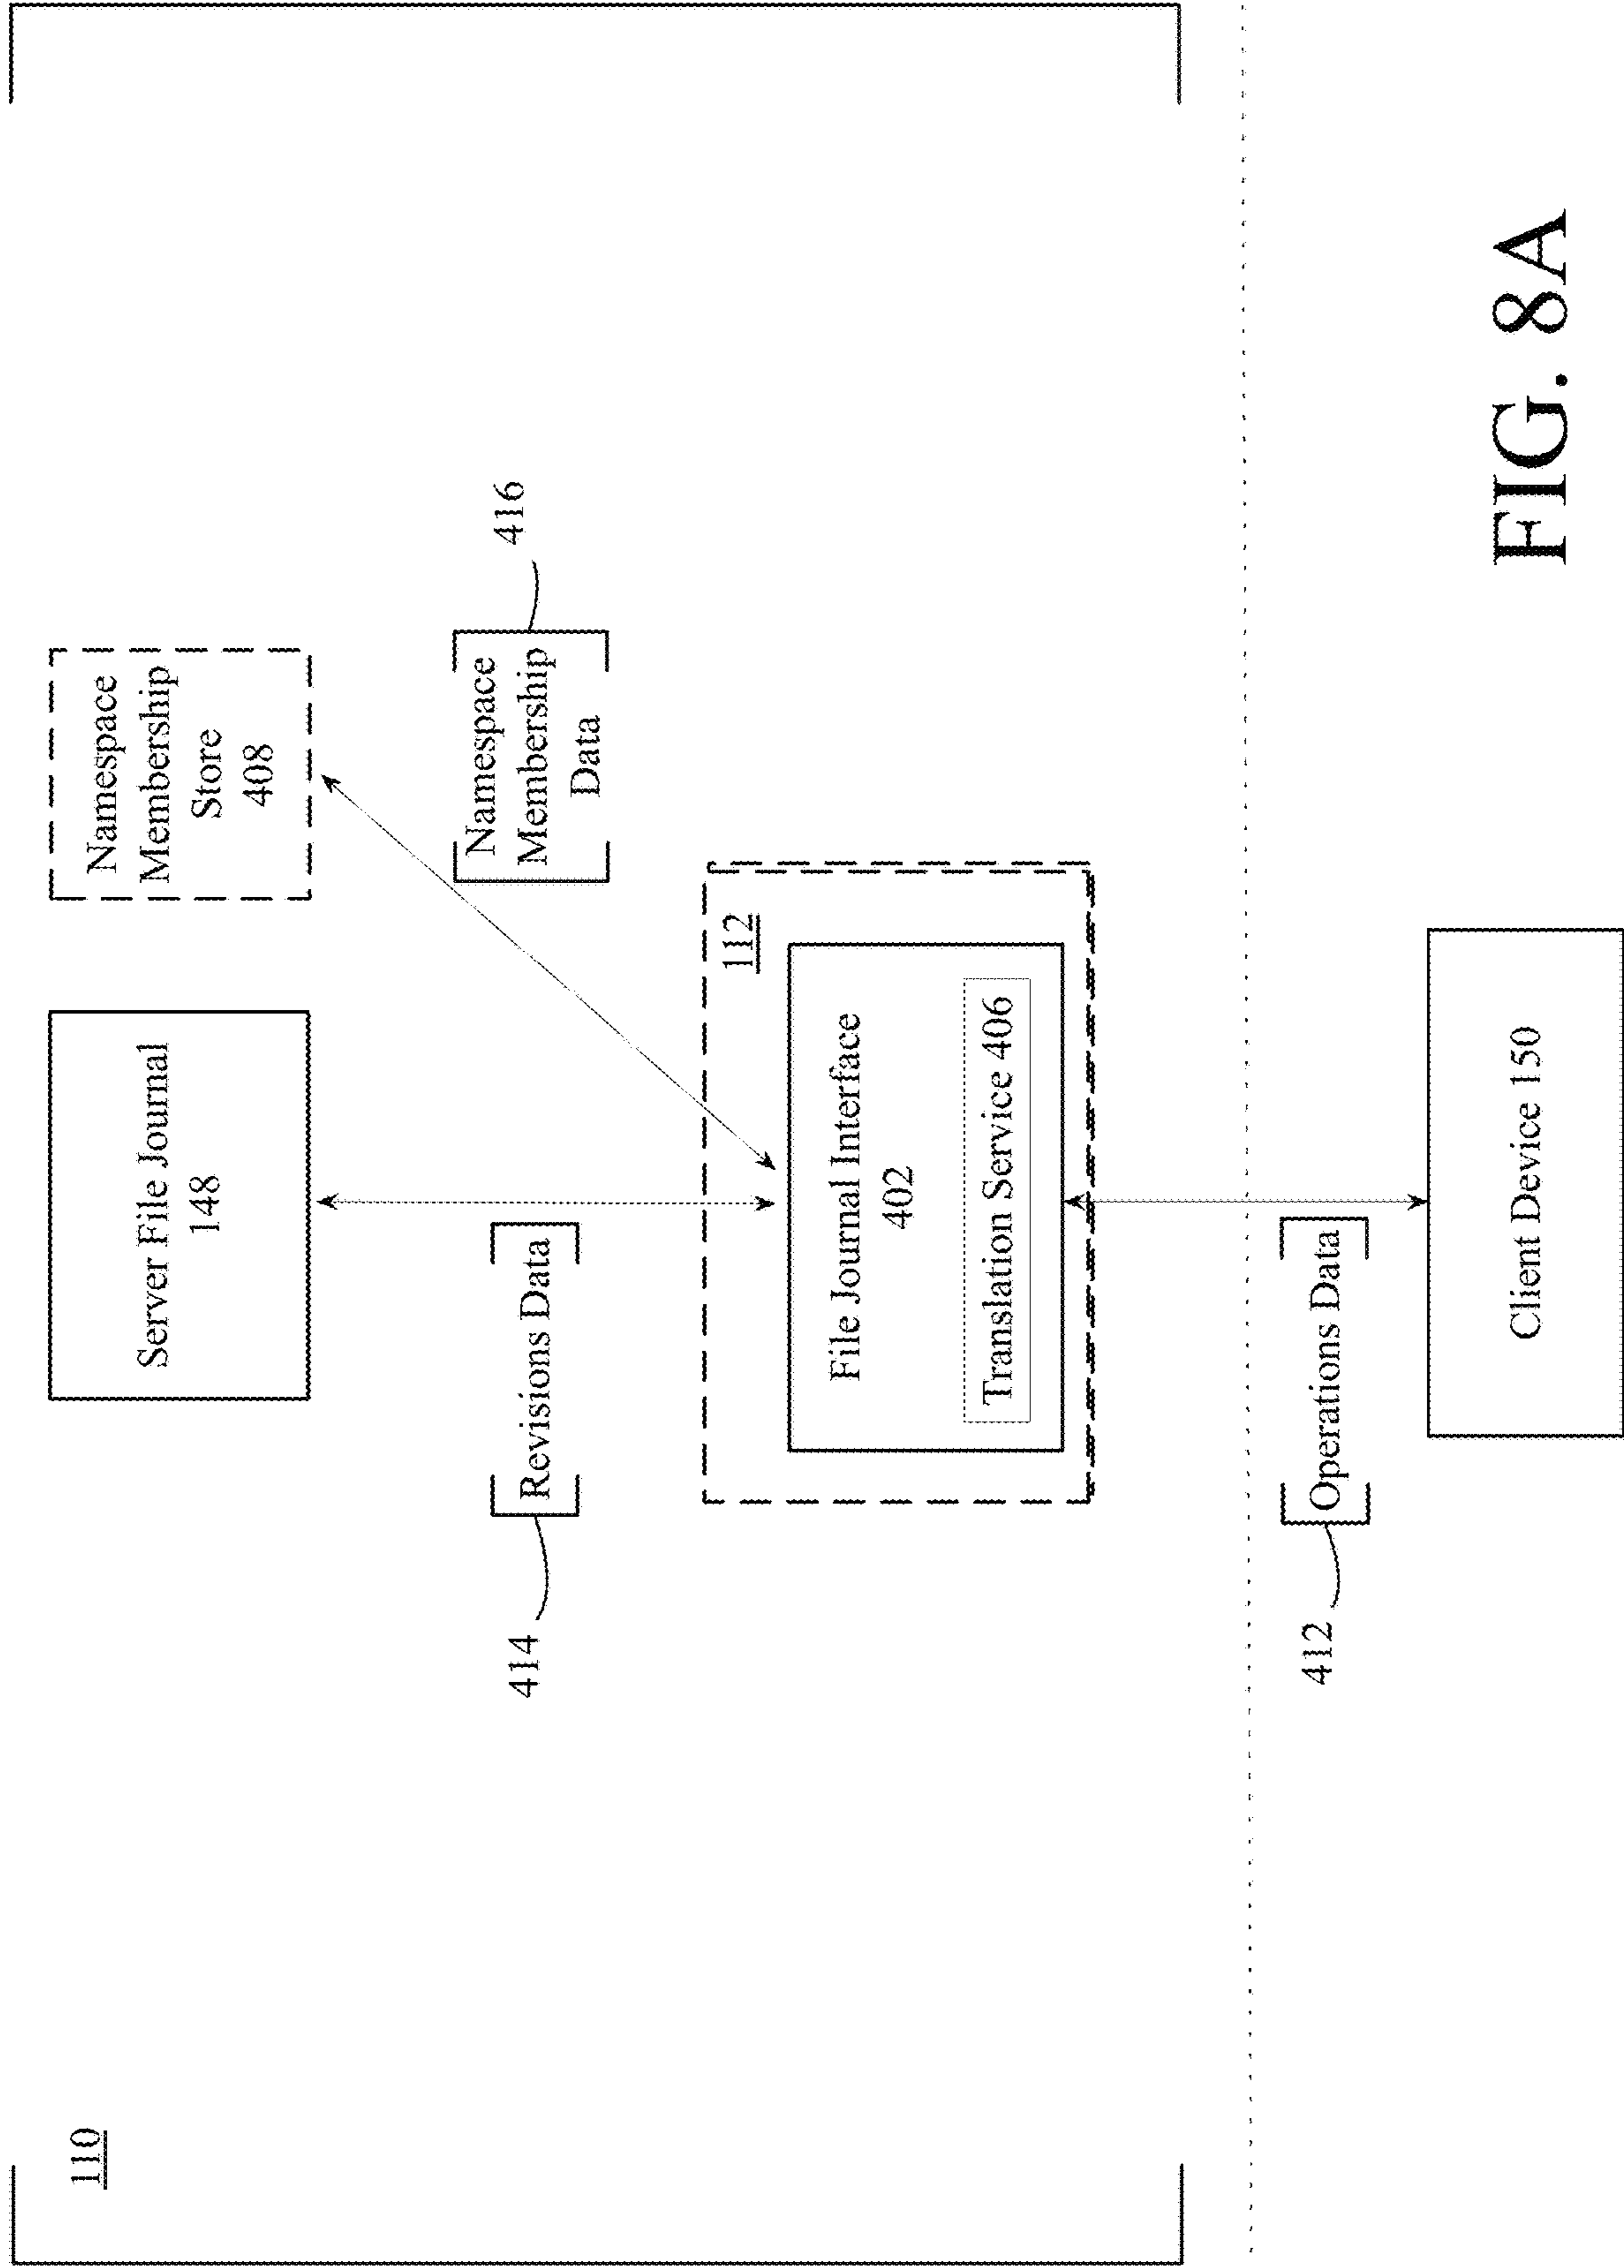 110
Server File Journal
148
Namespace
Membership
Store
408
414
Revisions Data
Namespace
Membership
Data
416
112
File Journal Interface
402
Translation Service 406
412
Operations Data
Client Device 150
FIG. 8A